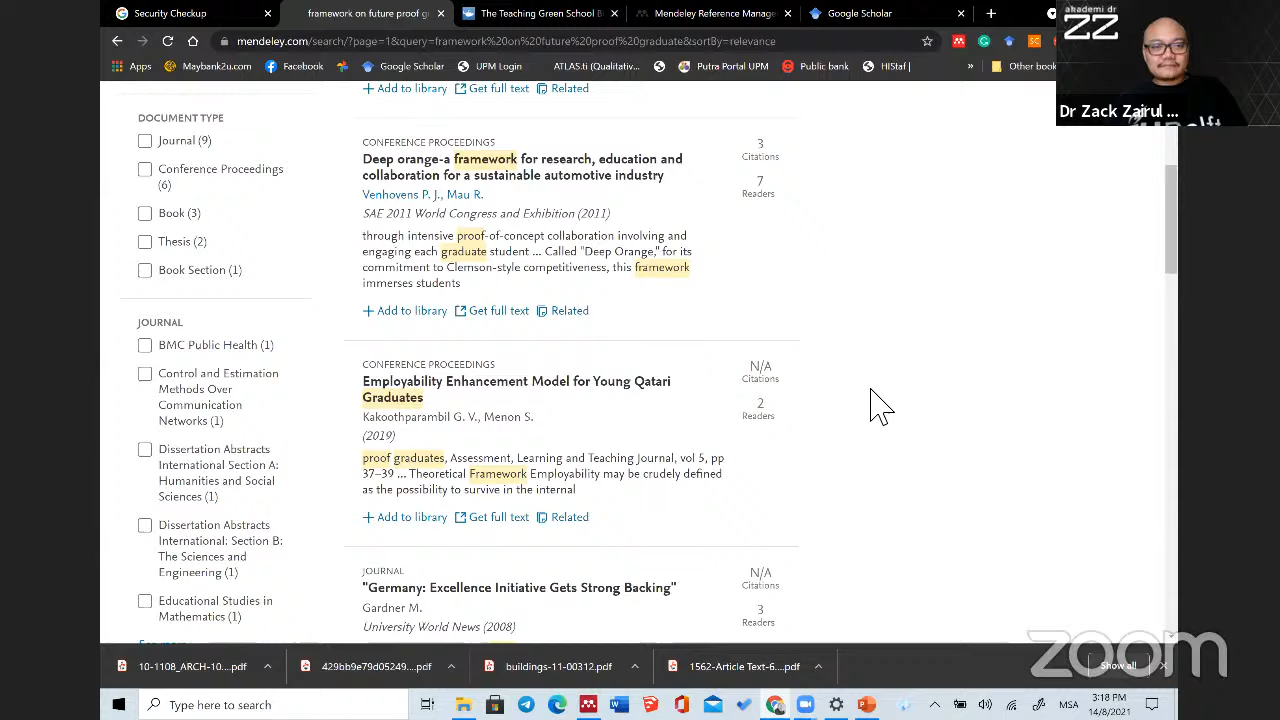 Security Checkup
framework on proof gr
The Teaching Green School B
Mendeley Reference Manage
Google Scholar
mendeley.com/search/?page=1&query=framework%20on%20future%20proof%20graduate&sortBy=relevance
Apps
Maybank2u.com
Facebook
Google Scholar
UPM Login
ATLAS.ti (Qualitativ...
Putra Portal UPM
Public bank
HIStaf |
»
Other book
akademi dr
ZZ
Dr Zack Zairul ...
+ Add to library
Get full text
Related
DOCUMENT TYPE
Journal (9)
Conference Proceedings
(6)
Book (3)
Thesis (2)
Book Section (1)
JOURNAL
BMC Public Health (1)
Control and Estimation
Methods Over
Communication
Networks (1)
Dissertation Abstracts
International Section A:
Humanities and Social
Sciences (1)
Dissertation Abstracts
International: Section B:
The Sciences and
Engineering (1)
Educational Studies in
Mathematics (1)
CONFERENCE PROCEEDINGS
Deep orange-a framework for research, education and
collaboration for a sustainable automotive industry
Venhovens P. J., Mau R.
SAE 2011 World Congress and Exhibition (2011)
through intensive proof-of-concept collaboration involving and
engaging each graduate student ... Called "Deep Orange," for its
commitment to Clemson-style competitiveness, this framework
immerses students
+ Add to library
Get full text
Related
3
Citations
7
Readers
CONFERENCE PROCEEDINGS
Employability Enhancement Model for Young Qatari
Graduates
Kakoothparambil G. V., Menon S.
(2019)
proof graduates, Assessment, Learning and Teaching Journal, vol 5, pp
37–39 ... Theoretical Framework Employability may be crudely defined
as the possibility to survive in the internal
+ Add to library
Get full text
Related
N/A
Citations
2
Readers
JOURNAL
"Germany: Excellence Initiative Gets Strong Backing"
Gardner M.
University World News (2008)
N/A
Citations
3
Readers
10-1108_ARCH-10....pdf
429bb9e79d05249....pdf
buildings-11-00312.pdf
1562-Article Text-6....pdf
Show all
zoom
Type here to search
MSA
3:18 PM
14/8/2021